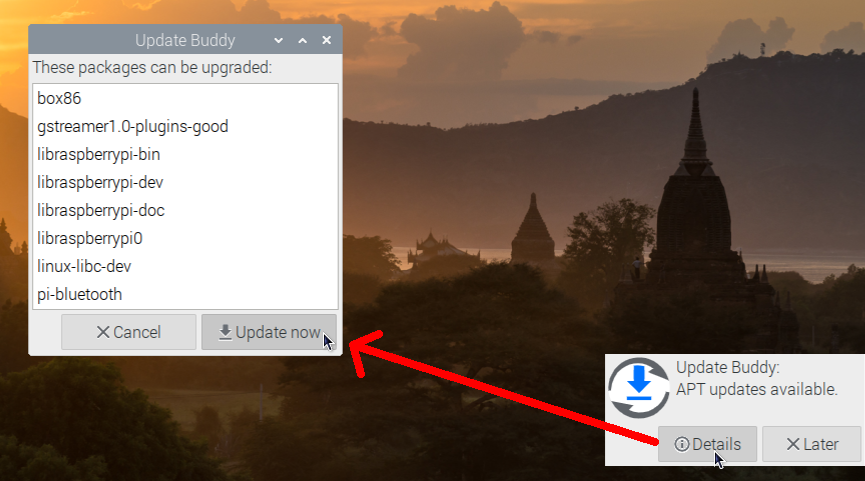 Update Buddy
These packages can be upgraded:
box86
gstreamer1.0-plugins-good
libraspberrypi-bin
libraspberrypi-dev
libraspberrypi-doc
libraspberrypi0
linux-libc-dev
pi-bluetooth
Cancel
Update now
Update Buddy:
APT updates available.
Details
Later